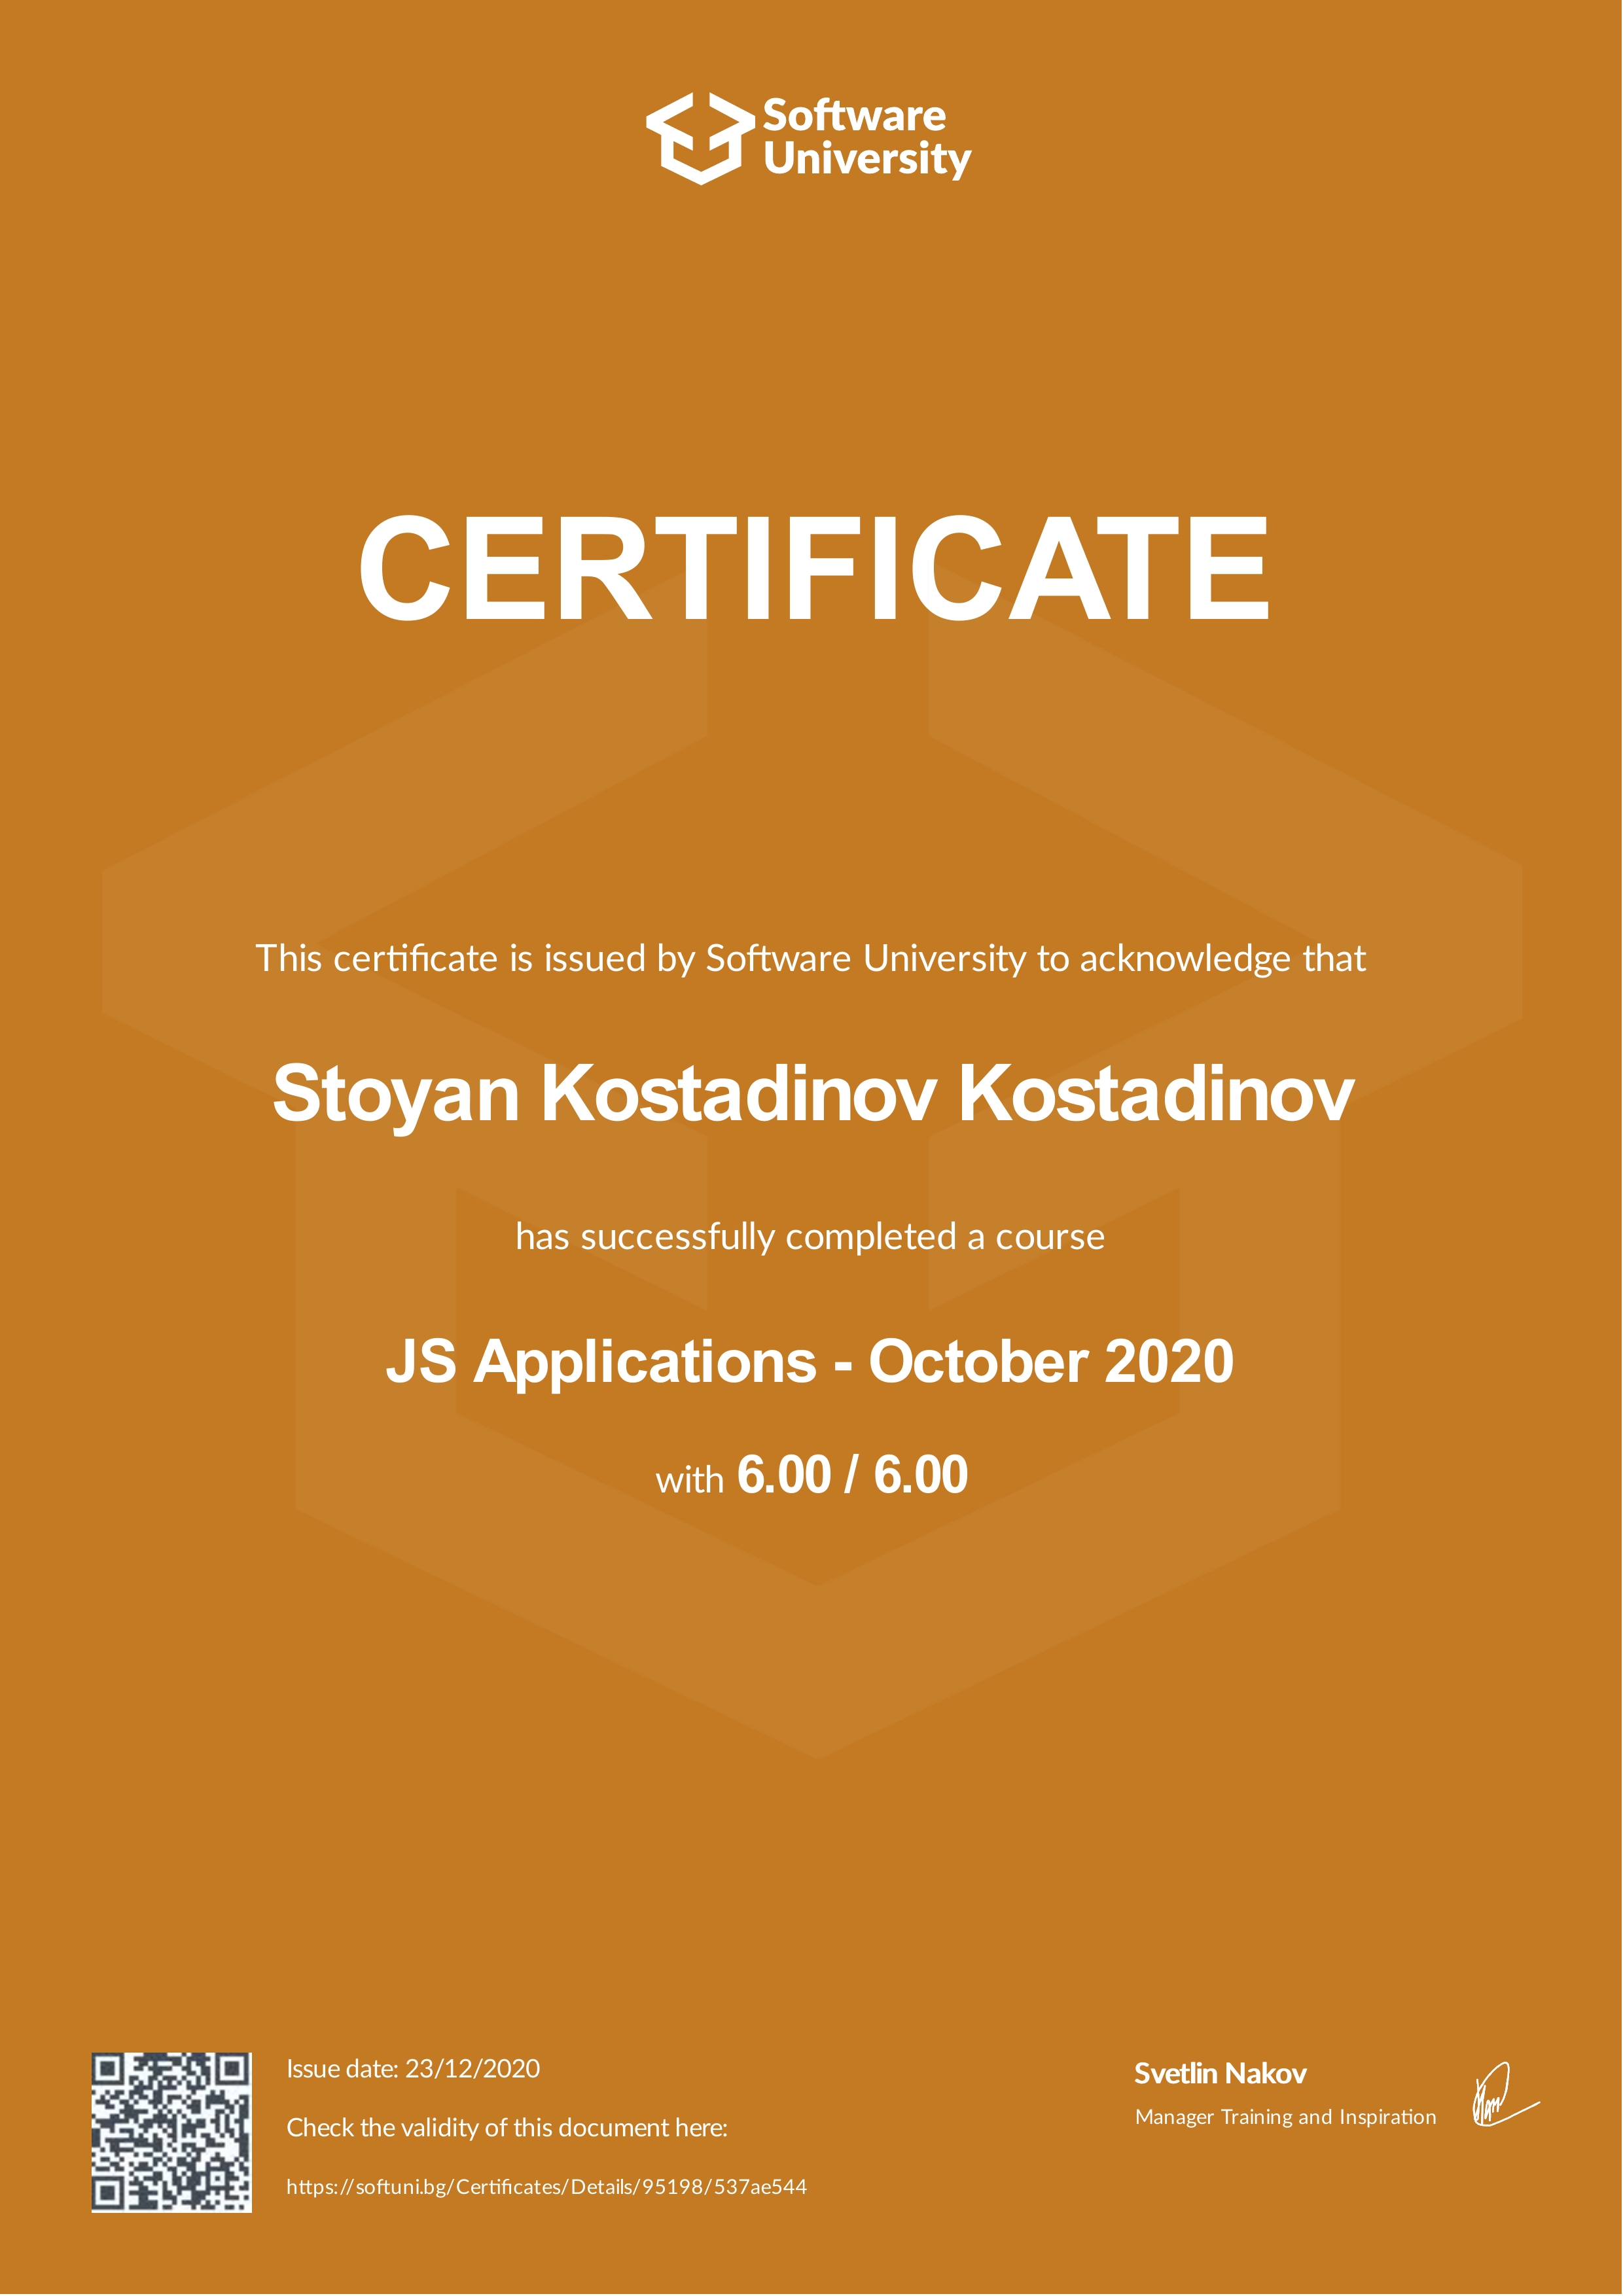 Software
University
CERTIFICATE
This certificate is issued by Software University to acknowledge that
Stoyan Kostadinov Kostadinov
has successfully completed a course
JS Applications - October 2020
with 6.00 / 6.00
Issue date: 23/12/2020
Check the validity of this document here:
https://softuni.bg/Certificates/Details/95198/537ae544
Svetlin Nakov
Manager Training and Inspiration